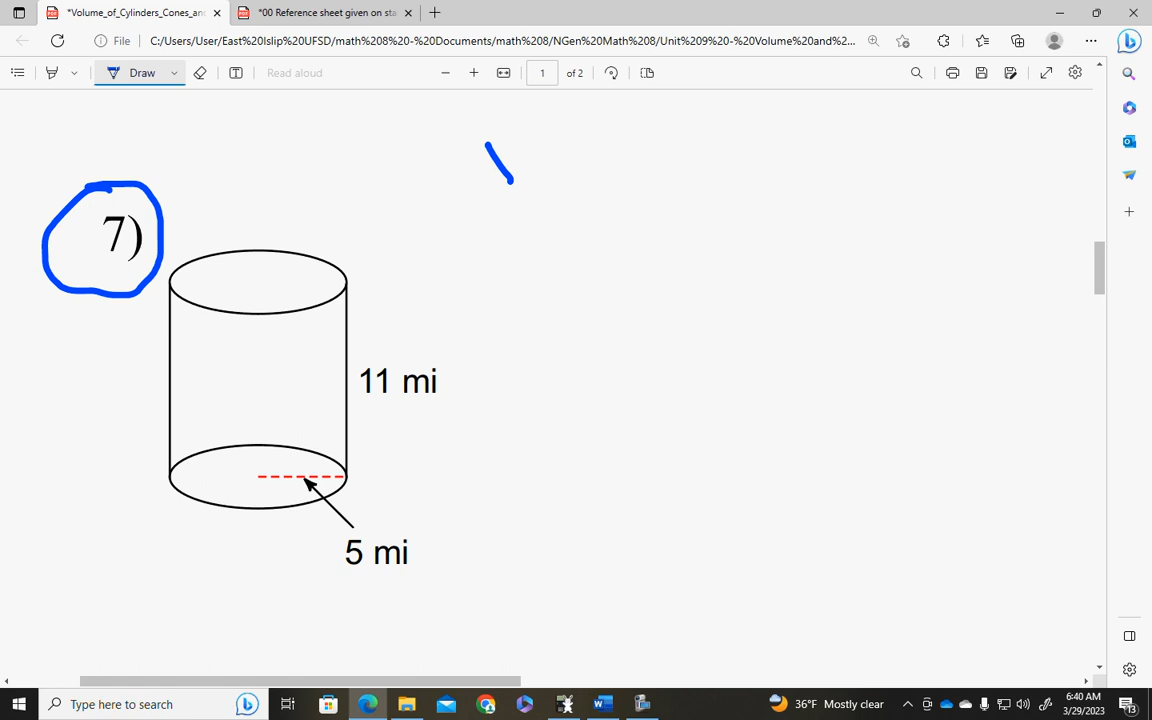 *Volume_of_Cylinders_Cones_and
*00 Reference sheet given on sta
File
C:/Users/User/East%20Islip%20UFSD/math%208%20-%20Documents/math%208/NGen%20Math%208/Unit%209%20-%20Volume%20and%2...
Draw
Read aloud
1
of 2
7)
11 mi
5 mi
Type here to search
36°F Mostly clear
6:40 AM
3/29/2023
13